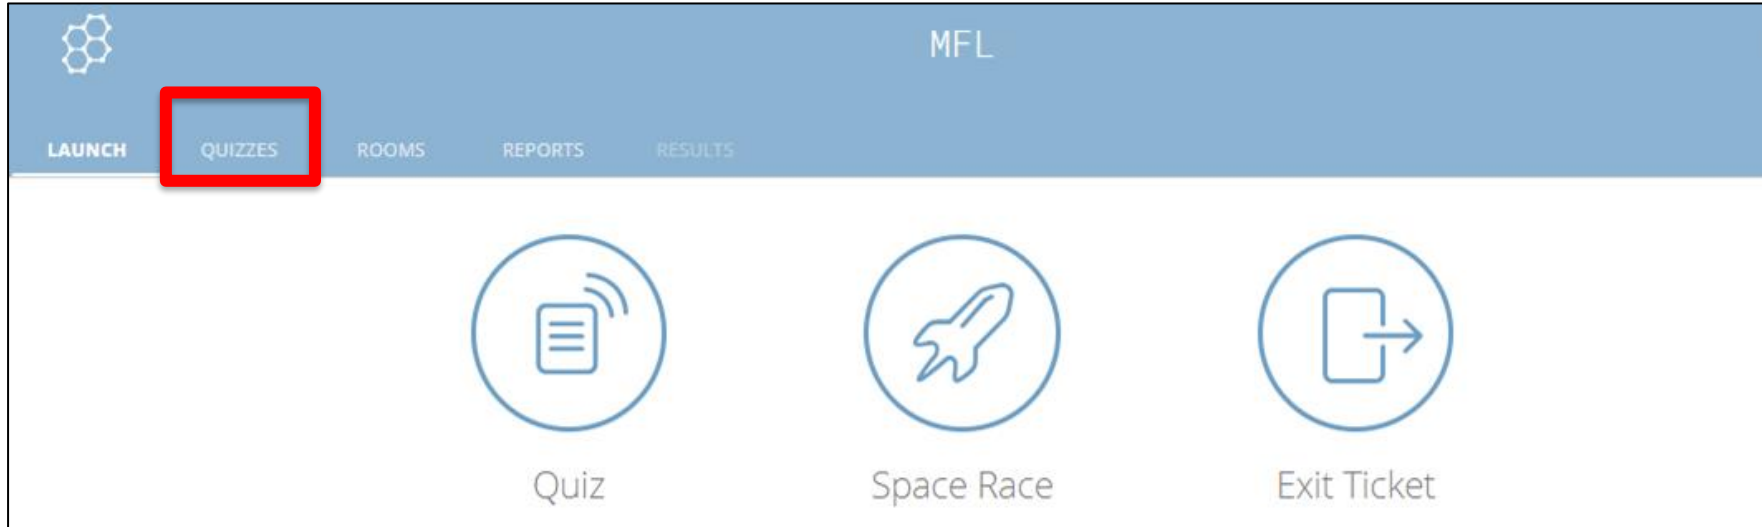 MFL
LAUNCH QUIZZES ROOMS REPORTS RESULTS
Quiz Space Race Exit Ticket